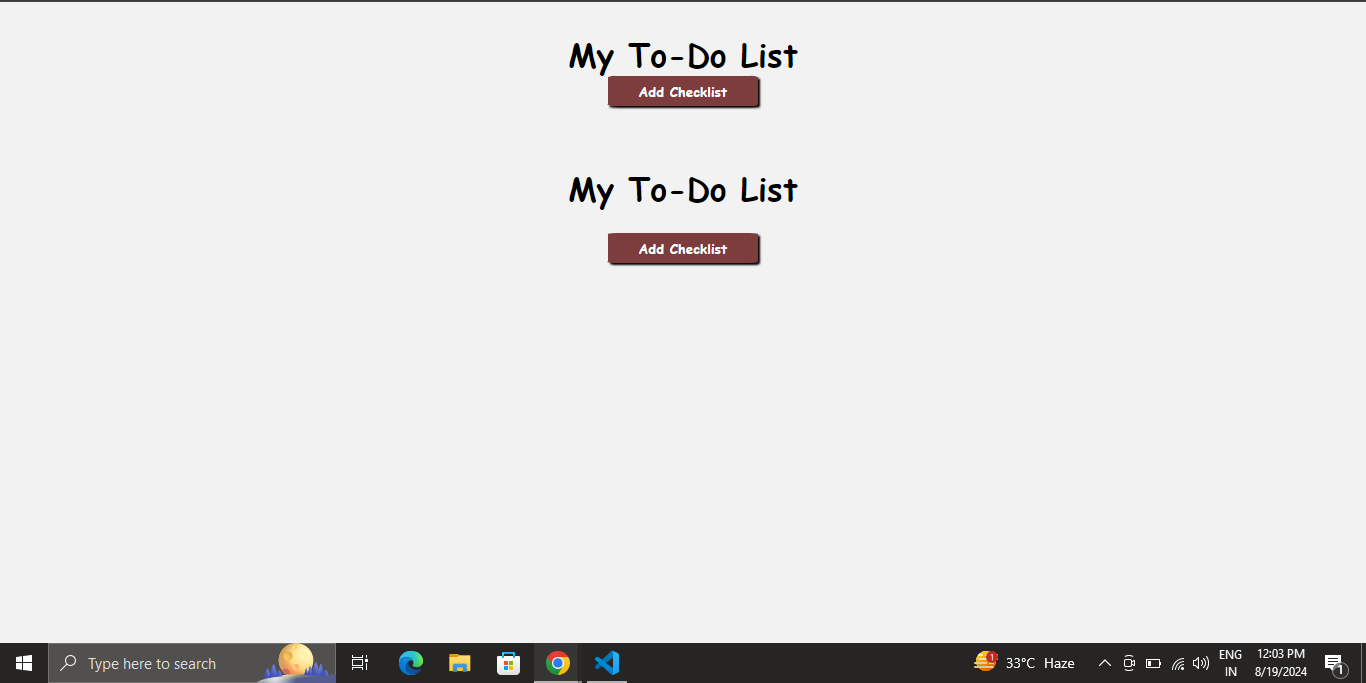 My To-Do List
Add Checklist
My To-Do List
Add Checklist
Type here to search
1
33°C Haze
ENG
IN
12:03 PM
8/19/2024
1